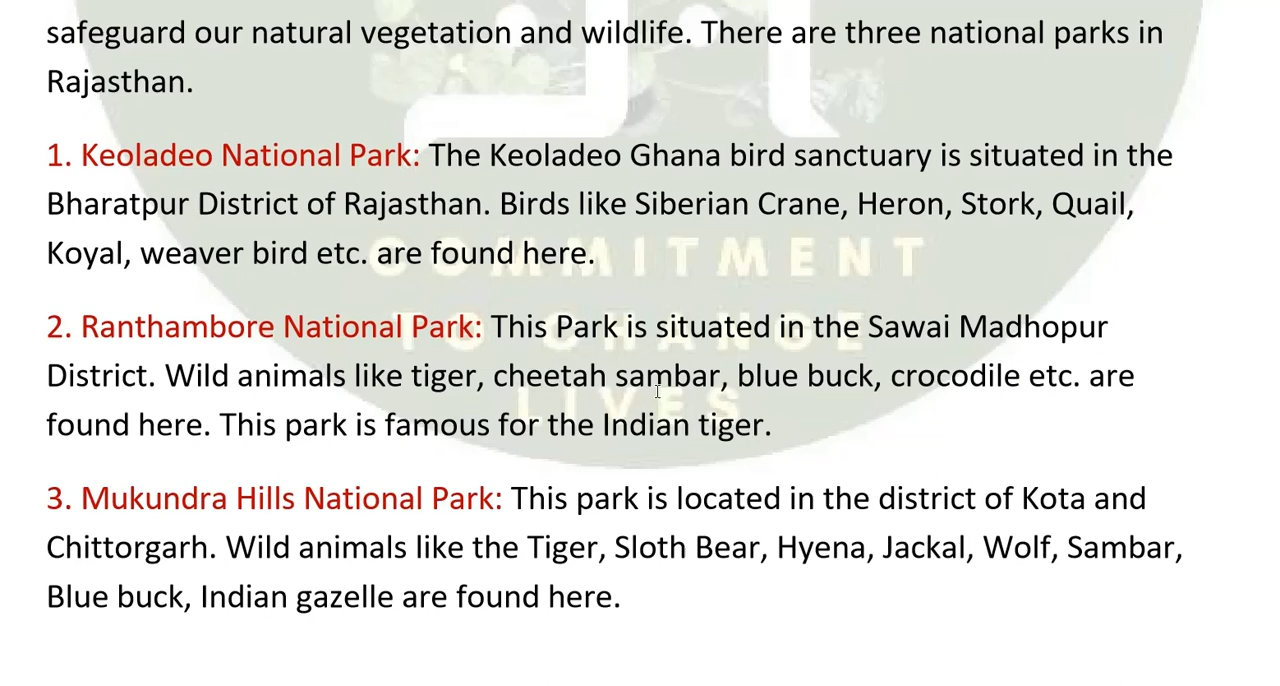 safeguard our natural vegetation and wildlife. There are three national parks in
Rajasthan.
1. Keoladeo National Park: The Keoladeo Ghana bird sanctuary is situated in the
Bharatpur District of Rajasthan. Birds like Siberian Crane, Heron, Stork, Quail,
Koyal, weaver bird etc. are found here.
COMMITMENT
2. Ranthambore National Park: This Park is situated in the Sawai Madhopur
TO CHANGE
District. Wild animals like tiger, cheetah sambar, blue buck, crocodile etc. are
LIVES
found here. This park is famous for the Indian tiger.
3. Mukundra Hills National Park: This park is located in the district of Kota and
Chittorgarh. Wild animals like the Tiger, Sloth Bear, Hyena, Jackal, Wolf, Sambar,
Blue buck, Indian gazelle are found here.